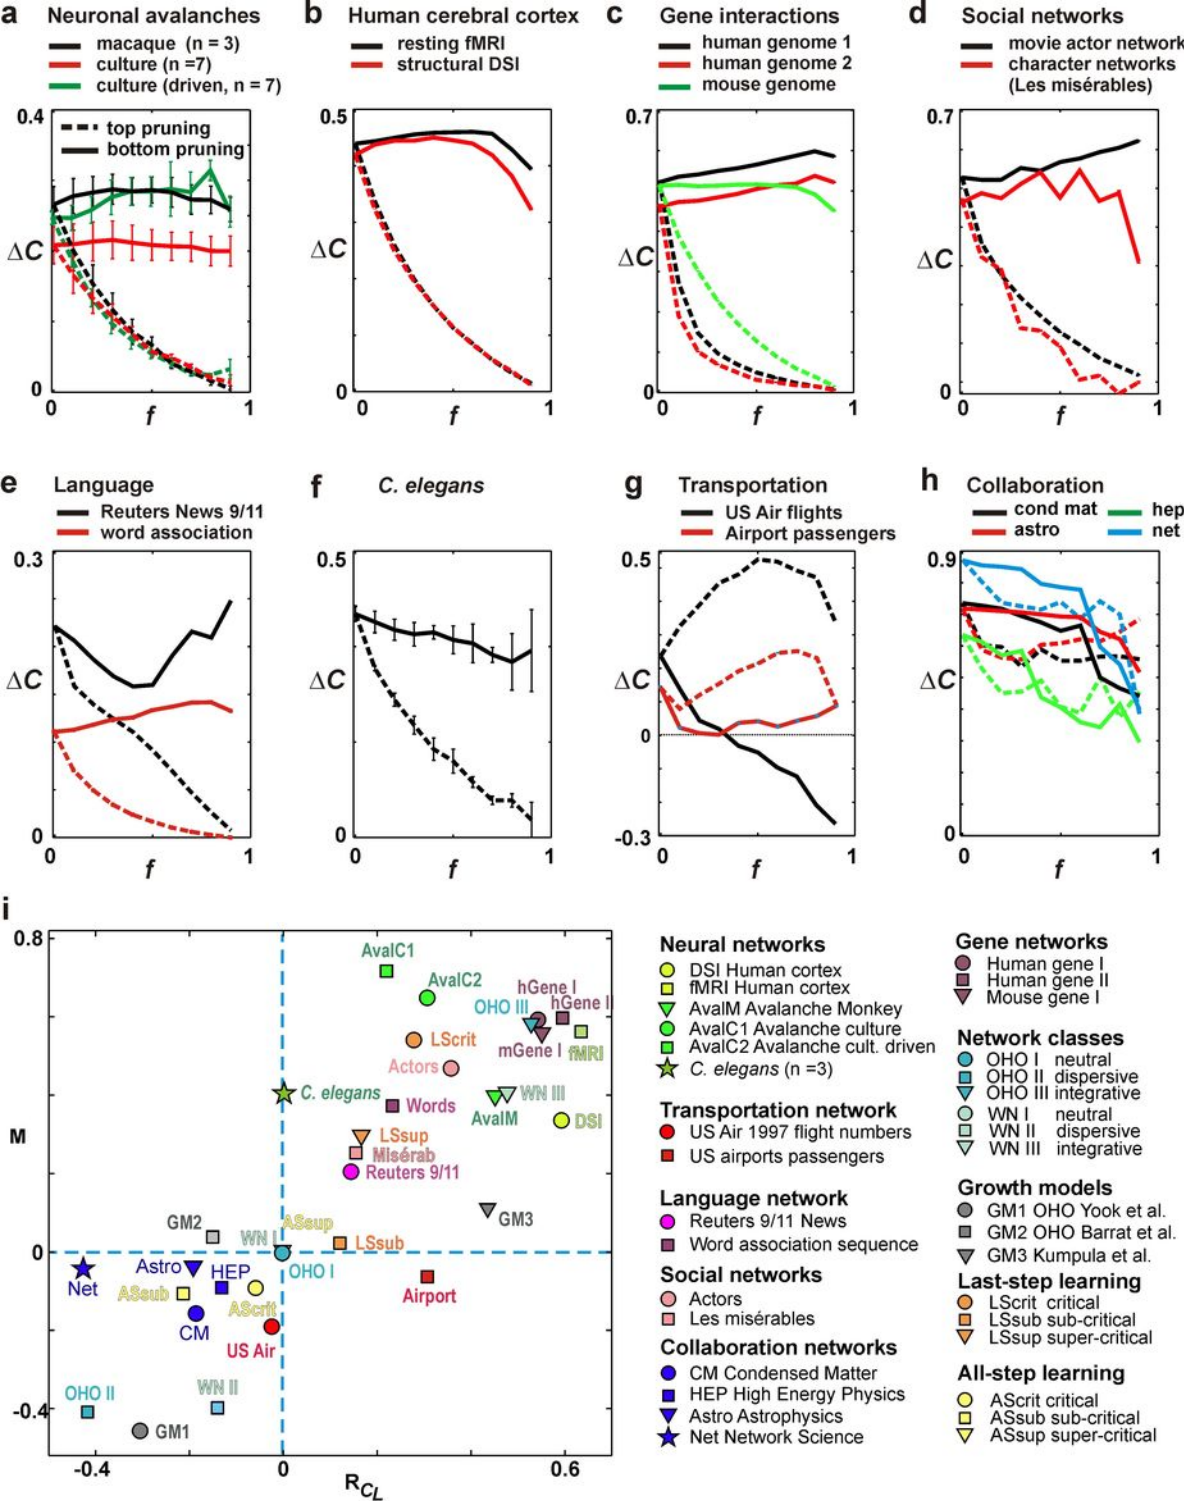 a Neuronal avalanches
macaque (n = 3)
culture (n =7)
culture (driven, n = 7)
0.4
top pruning
bottom pruning
ΔC
0
0 f 1
b Human cerebral cortex
resting fMRI
structural DSI
0.5
ΔC
0
0 f 1
c Gene interactions
human genome 1
human genome 2
mouse genome
0.7
ΔC
0
0 f 1
d Social networks
movie actor network
character networks
(Les misérables)
0.7
ΔC
0
0 f 1
e Language
Reuters News 9/11
word association
0.3
ΔC
0
0 f 1
f C. elegans
0.5
ΔC
0
0 f 1
g Transportation
US Air flights
Airport passengers
0.5
ΔC
0
-0.3
0 f 1
h Collaboration
cond mat hep
astro net
0.9
ΔC
0
0 f 1
i
0.8
AvalC1
AvalC2
hGene I
OHO III hGene II
LScrit
mGene I fMRI
Actors
C. elegans WN III
Words AvalM
DSI
M
LSsup
Misérab
Reuters 9/11
GM3
GM2 ASsup
WN I LSsub
0
OHO I
Astro HEP
Net
ASsub Airport
AScrit
CM
US Air
OHO II WN II
-0.4
GM1
-0.4 0 0.6
R_CL
Neural networks
DSI Human cortex
fMRI Human cortex
AvalM Avalanche Monkey
AvalC1 Avalanche culture
AvalC2 Avalanche cult. driven
C. elegans (n =3)
Transportation network
US Air 1997 flight numbers
US airports passengers
Language network
Reuters 9/11 News
Word association sequence
Social networks
Actors
Les misérables
Collaboration networks
CM Condensed Matter
HEP High Energy Physics
Astro Astrophysics
Net Network Science
Gene networks
Human gene I
Human gene II
Mouse gene I
Network classes
OHO I neutral
OHO II dispersive
OHO III integrative
WN I neutral
WN II dispersive
WN III integrative
Growth models
GM1 OHO Yook et al.
GM2 OHO Barrat et al.
GM3 Kumpula et al.
Last-step learning
LScrit critical
LSsub sub-critical
LSsup super-critical
All-step learning
AScrit critical
ASsub sub-critical
ASsup super-critical